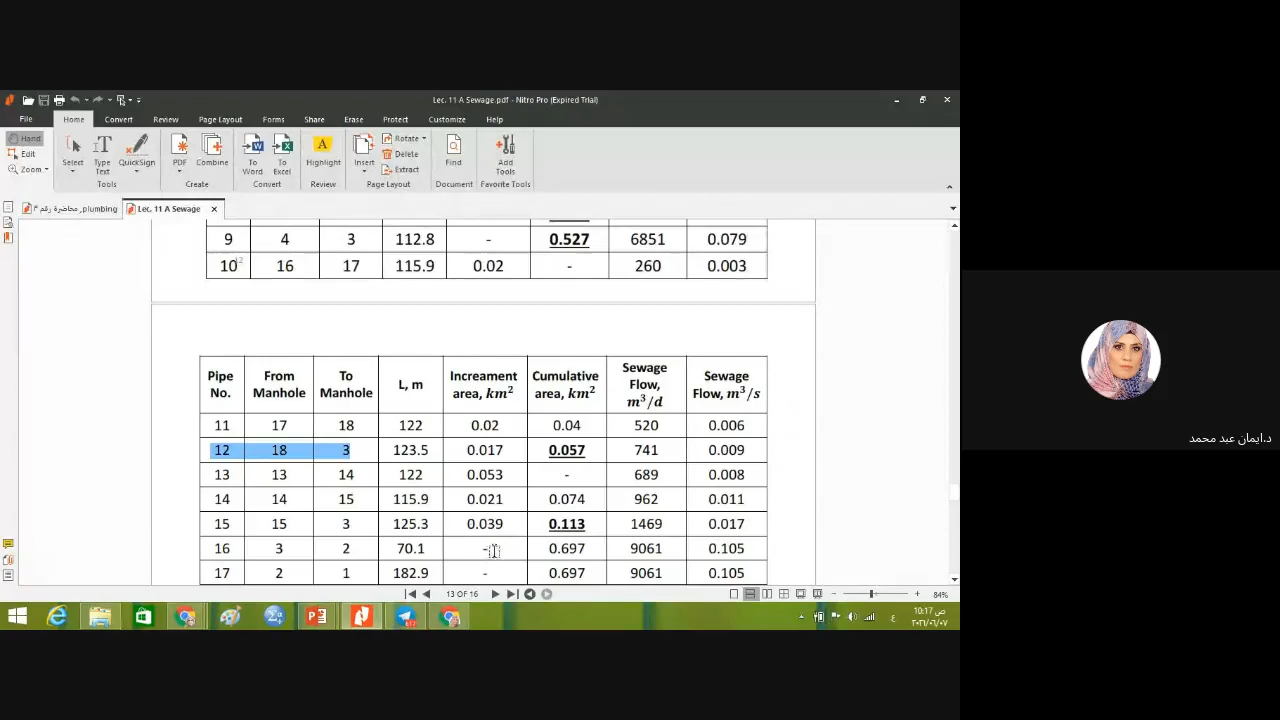 Lec. 11 A Sewage.pdf - Nitro Pro (Expired Trial)
File Home Convert Review Page Layout Forms Share Erase Protect Customize Help
Hand
Edit
Zoom
Select
Type Text
QuickSign
Tools
PDF
Combine
Create
To Word
To Excel
Convert
Highlight
Review
Insert
Rotate
Delete
Extract
Page Layout
Find
Document
Add Tools
Favorite Tools
محاضرة رقم ٣ ,plumbing
Lec. 11 A Sewage
9 4 3 112.8 - 0.527 6851 0.079
10 16 17 115.9 0.02 - 260 0.003
12
Pipe No. From Manhole To Manhole L, m Increament area, km² Cumulative area, km² Sewage Flow, m³/d Sewage Flow, m³/s
11 17 18 122 0.02 0.04 520 0.006
12 18 3 123.5 0.017 0.057 741 0.009
13 13 14 122 0.053 - 689 0.008
14 14 15 115.9 0.021 0.074 962 0.011
15 15 3 125.3 0.039 0.113 1469 0.017
16 3 2 70.1 - 0.697 9061 0.105
17 2 1 182.9 - 0.697 9061 0.105
13 OF 16
84%
ع
10:17 ص
٢٠٢١/٠٦/٠٧
د.ايمان عبد محمد